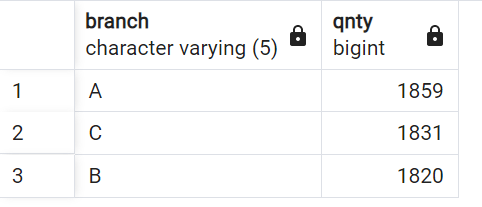 branch qnty
character varying (5) bigint
1 A 1859
2 C 1831
3 B 1820